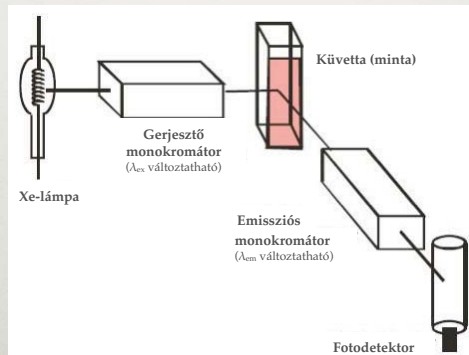 Küvetta (minta)
Gerjesztő
monokromátor
(λex változtatható)
Xe-lámpa
Emissziós
monokromátor
(λem változtatható)
Fotodetektor